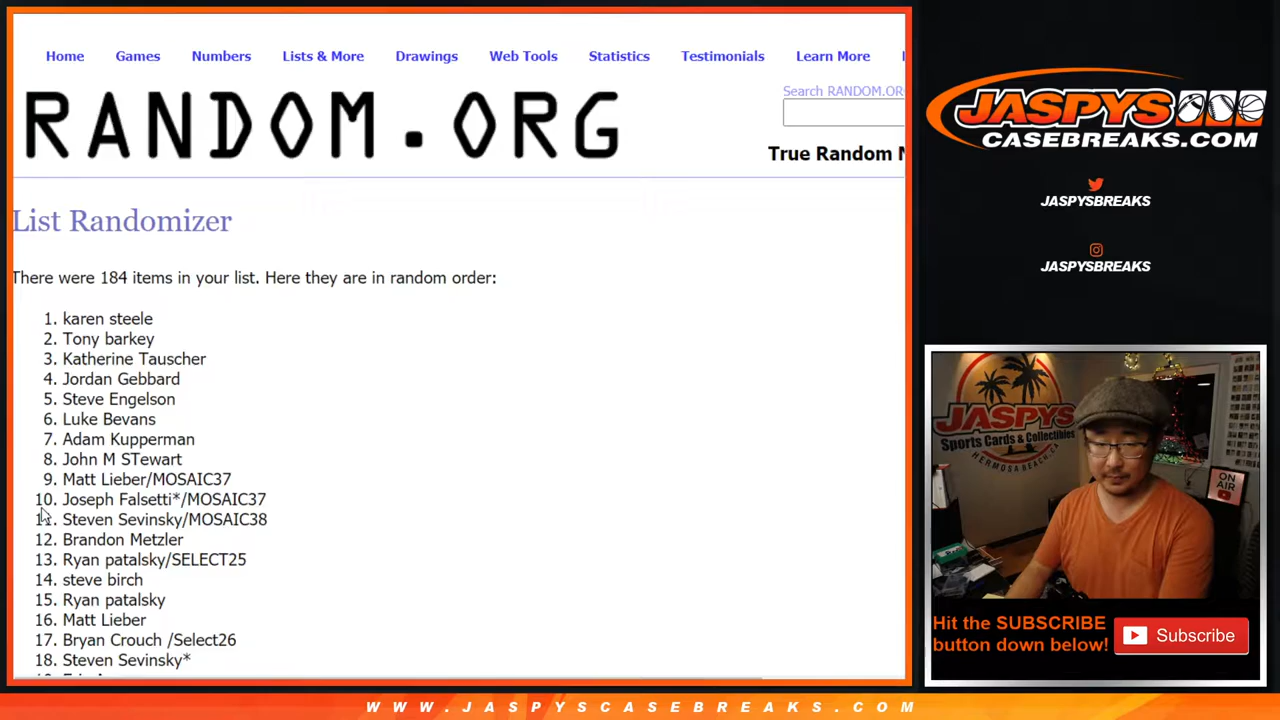 Home Games Numbers Lists & More Drawings Web Tools Statistics Testimonials Learn More
Search RANDOM.OR
RANDOM.ORG
True Random
List Randomizer
There were 184 items in your list. Here they are in random order:
1. karen steele
2. Tony barkey
3. Katherine Tauscher
4. Jordan Gebbard
5. Steve Engelson
6. Luke Bevans
7. Adam Kupperman
8. John M STewart
9. Matt Lieber/MOSAIC37
10. Joseph Falsetti*/MOSAIC37
11. Steven Sevinsky/MOSAIC38
12. Brandon Metzler
13. Ryan patalsky/SELECT25
14. steve birch
15. Ryan patalsky
16. Matt Lieber
17. Bryan Crouch /Select26
18. Steven Sevinsky*
JASPYS
CASEBREAKS.COM
JASPYSBREAKS
JASPYSBREAKS
JASPYS
Sports Cards & Collectibles
HERMOSA BEACH, CA
ON AIR
Hit the SUBSCRIBE
button down below!
Subscribe
WWW.JASPYSCASEBREAKS.COM